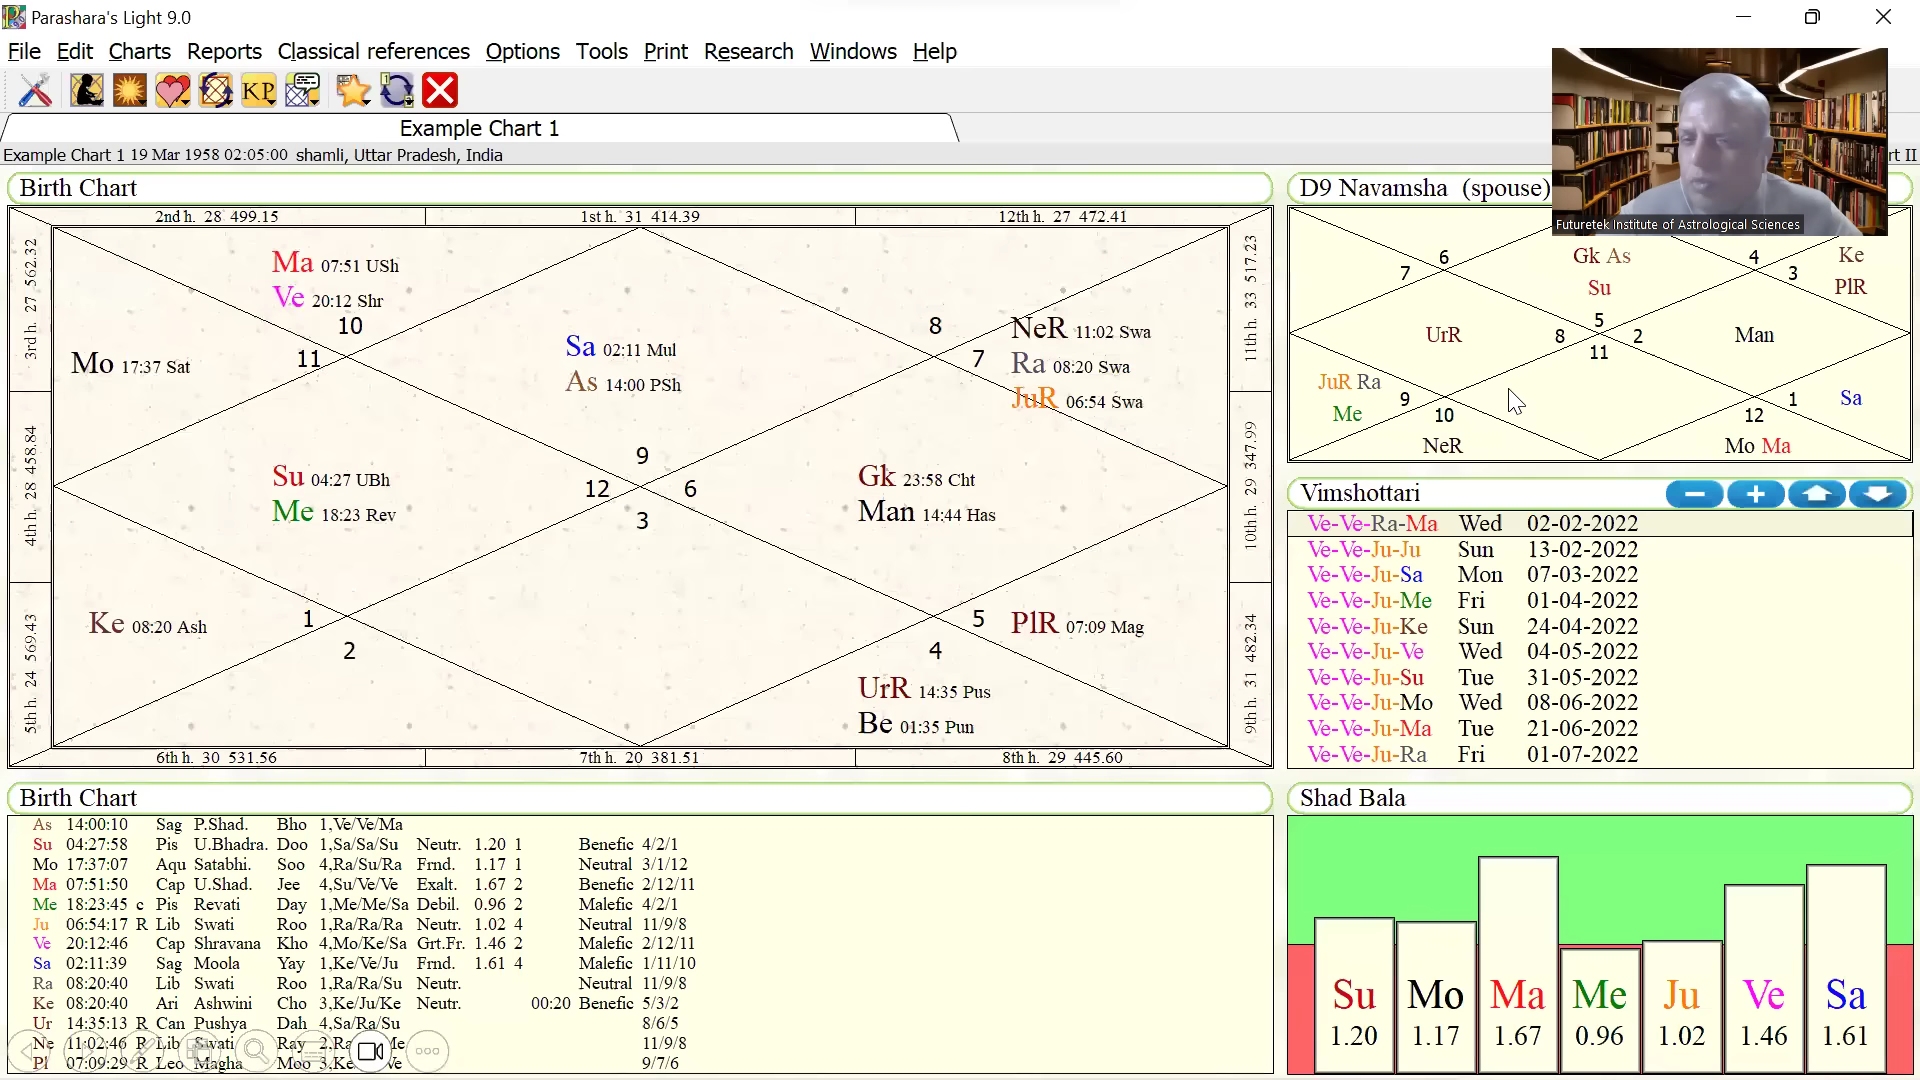 Parashara's Light 9.0
File Edit Charts Reports Classical references Options Tools Print Research Windows Help
KP
Example Chart 1
Example Chart 1 19 Mar 1958 02:05:00 shamli, Uttar Pradesh, India
rt II
Futuretek Institute of Astrological Sciences
Birth Chart
2nd h. 28 499.15
1st h. 31 414.39
12th h. 27 472.41
3rd h. 27 562.32
4th h. 28 458.84
5th h. 24 569.43
11th h. 33 517.23
10th h. 29 347.99
9th h. 31 482.34
6th h. 30 531.56
7th h. 20 381.51
8th h. 29 445.60
Ma 07:51 USh
Ve 20:12 Shr
10
11
Mo 17:37 Sat
Sa 02:11 Mul
As 14:00 PSh
8
7
NeR 11:02 Swa
Ra 08:20 Swa
JuR 06:54 Swa
9
12
6
3
Su 04:27 UBh
Me 18:23 Rev
Gk 23:58 Cht
Man 14:44 Has
Ke 08:20 Ash
1
2
5
4
PlR 07:09 Mag
UrR 14:35 Pus
Be 01:35 Pun
D9 Navamsha (spouse)
6
7
Gk As
Su
4
3
Ke
PlR
UrR
8
5
2
11
Man
JuR Ra
Me
9
10
NeR
1
12
Sa
Mo Ma
Vimshottari
Ve-Ve-Ra-Ma Wed 02-02-2022
Ve-Ve-Ju-Ju Sun 13-02-2022
Ve-Ve-Ju-Sa Mon 07-03-2022
Ve-Ve-Ju-Me Fri 01-04-2022
Ve-Ve-Ju-Ke Sun 24-04-2022
Ve-Ve-Ju-Ve Wed 04-05-2022
Ve-Ve-Ju-Su Tue 31-05-2022
Ve-Ve-Ju-Mo Wed 08-06-2022
Ve-Ve-Ju-Ma Tue 21-06-2022
Ve-Ve-Ju-Ra Fri 01-07-2022
Birth Chart
As 14:00:10 Sag P.Shad. Bho 1,Ve/Ve/Ma
Su 04:27:58 Pis U.Bhadra. Doo 1,Sa/Sa/Su Neutr. 1.20 1 Benefic 4/2/1
Mo 17:37:07 Aqu Satabhi. Soo 4,Ra/Su/Ra Frnd. 1.17 1 Neutral 3/1/12
Ma 07:51:50 Cap U.Shad. Jee 4,Su/Ve/Ve Exalt. 1.67 2 Benefic 2/12/11
Me 18:23:45 c Pis Revati Day 1,Me/Me/Sa Debil. 0.96 2 Malefic 4/2/1
Ju 06:54:17 R Lib Swati Roo 1,Ra/Ra/Ra Neutr. 1.02 4 Neutral 11/9/8
Ve 20:12:46 Cap Shravana Kho 4,Mo/Ke/Sa Grt.Fr. 1.46 2 Malefic 2/12/11
Sa 02:11:39 Sag Moola Yay 1,Ke/Ve/Ju Frnd. 1.61 4 Malefic 1/11/10
Ra 08:20:40 Lib Swati Roo 1,Ra/Ra/Su Neutr. Neutral 11/9/8
Ke 08:20:40 Ari Ashwini Cho 3,Ke/Ju/Ke Neutr. 00:20 Benefic 5/3/2
Ur 14:35:13 R Can Pushya Dah 4,Sa/Ra/Su 8/6/5
Ne 11:02:46 R Lib Swati Ray 11/9/8
Pl 07:09:29 R Leo Magha Moo 9/7/6
Shad Bala
Su Mo Ma Me Ju Ve Sa
1.20 1.17 1.67 0.96 1.02 1.46 1.61